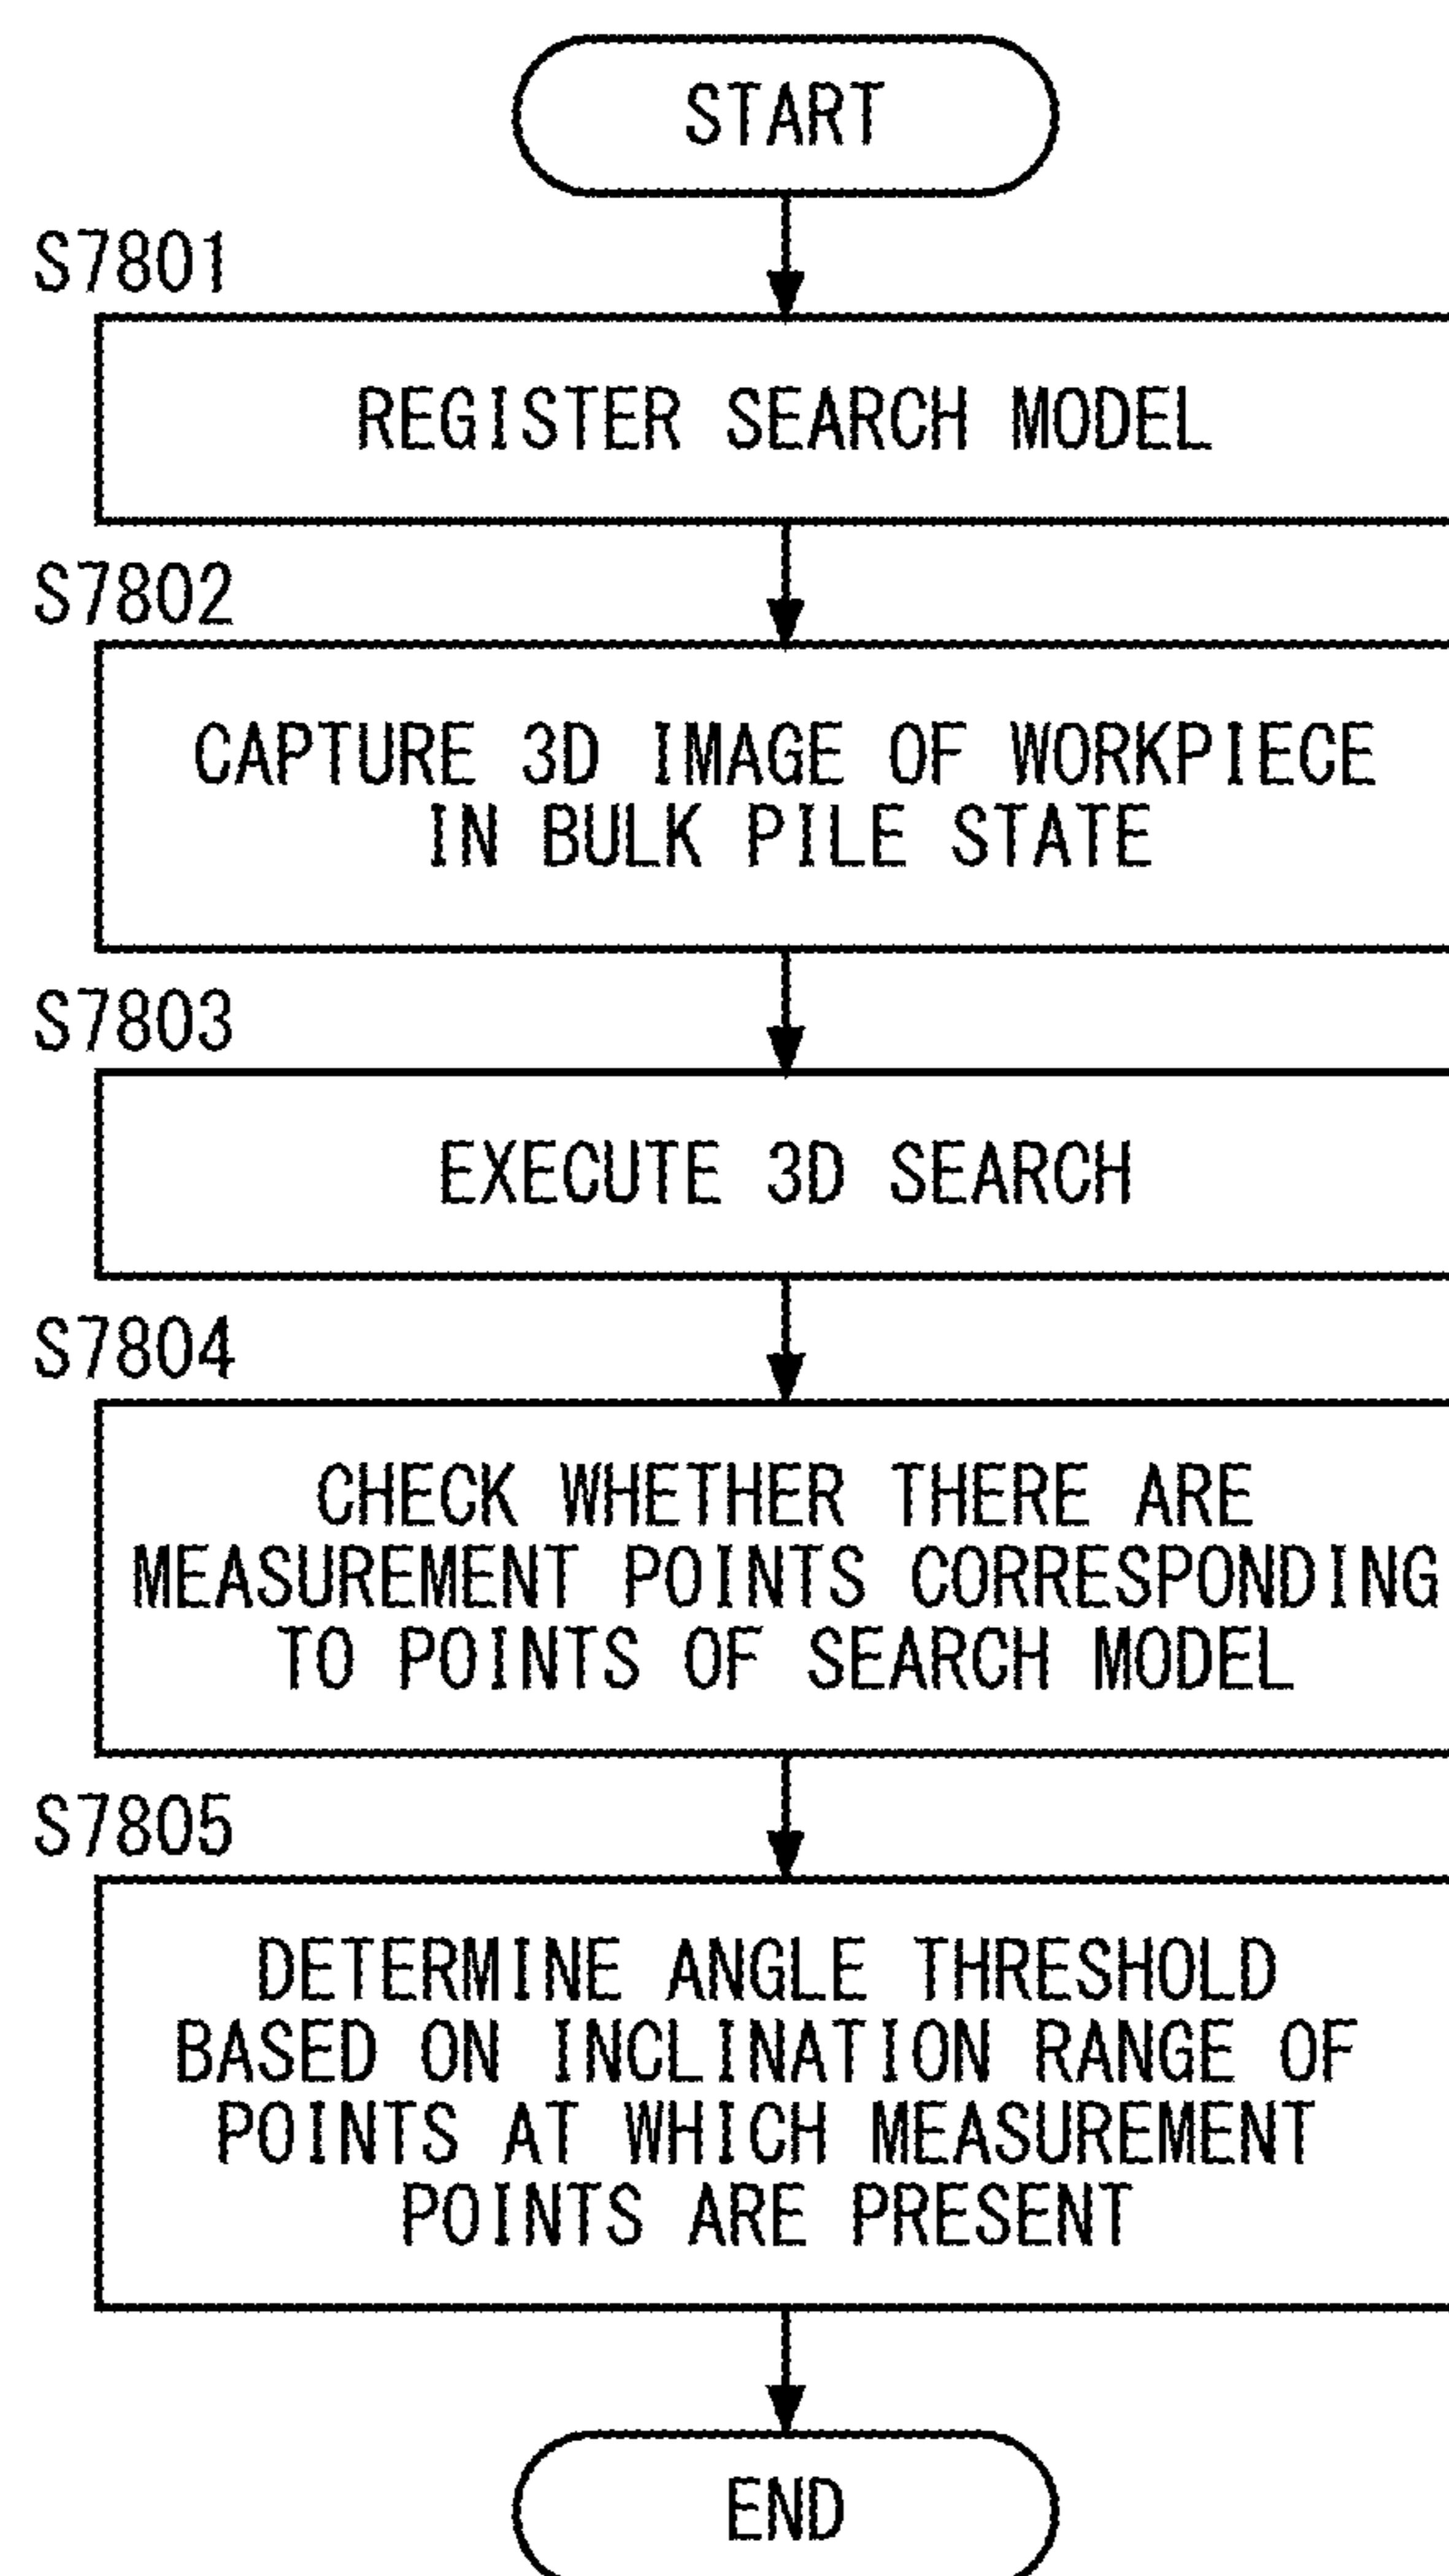 START
S7801
REGISTER SEARCH MODEL
S7802
CAPTURE 3D IMAGE OF WORKPIECE
IN BULK PILE STATE
S7803
EXECUTE 3D SEARCH
S7804
CHECK WHETHER THERE ARE
MEASUREMENT POINTS CORRESPONDING
TO POINTS OF SEARCH MODEL
S7805
DETERMINE ANGLE THRESHOLD
BASED ON INCLINATION RANGE OF
POINTS AT WHICH MEASUREMENT
POINTS ARE PRESENT
END